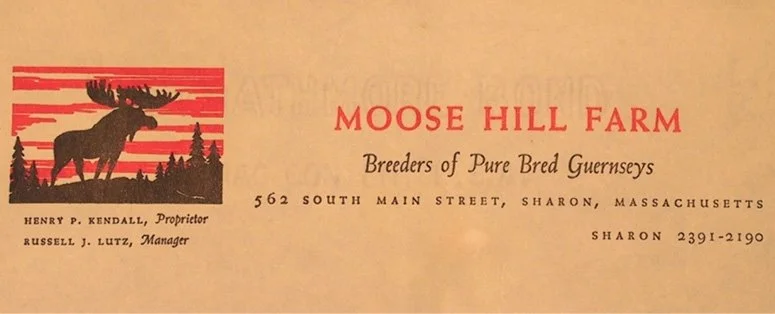 MOOSE HILL FARM
Breeders of Pure Bred Guernseys
562 SOUTH MAIN STREET, SHARON, MASSACHUSETTS
SHARON 2391-2190
HENRY P. KENDALL, Proprietor
RUSSELL J. LUTZ, Manager